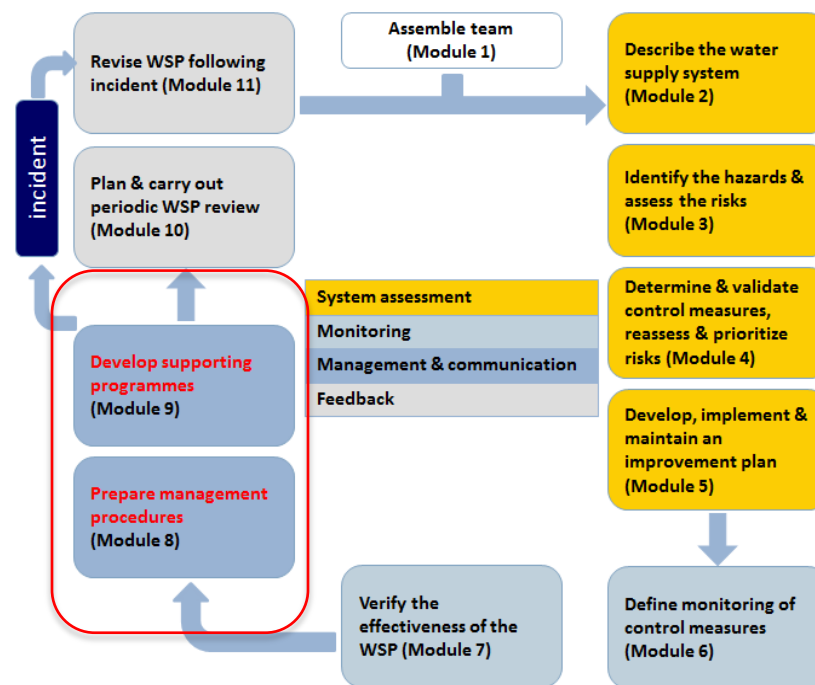 Assemble team
(Module 1)
Revise WSP following
incident (Module 11)
Describe the water
supply system
(Module 2)
incident
Plan & carry out
periodic WSP review
(Module 10)
Identify the hazards &
assess the risks
(Module 3)
System assessment
Monitoring
Management & communication
Feedback
Determine & validate
control measures,
reassess & prioritize
risks (Module 4)
Develop supporting
programmes
(Module 9)
Develop, implement &
maintain an
improvement plan
(Module 5)
Prepare management
procedures
(Module 8)
Verify the
effectiveness of the
WSP (Module 7)
Define monitoring of
control measures
(Module 6)